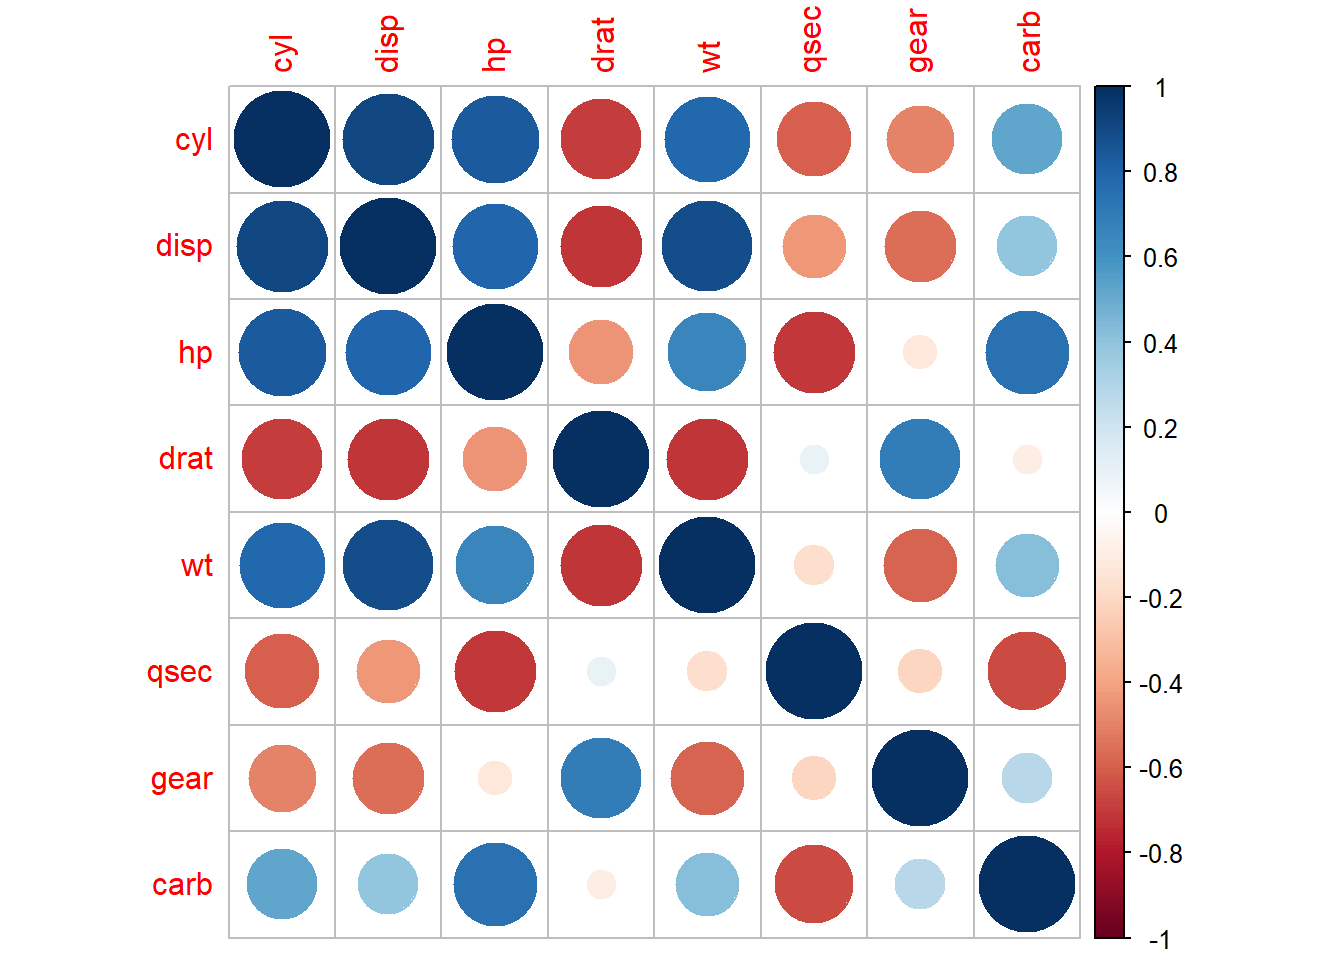 cyl disp hp drat wt qsec gear carb
cyl
disp
hp
drat
wt
qsec
gear
carb
1
0.8
0.6
0.4
0.2
0
-0.2
-0.4
-0.6
-0.8
-1